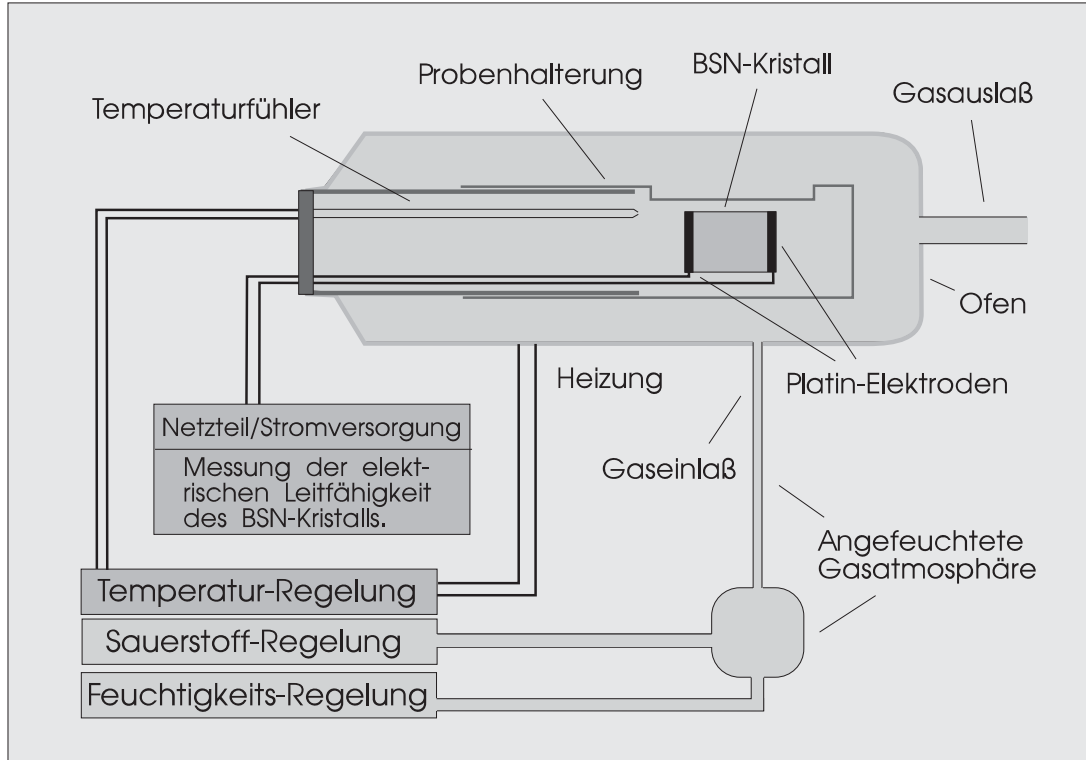 BSN-Kristall
Probenhalterung
Gasauslaß
Temperaturfühler
Ofen
Heizung
Platin-Elektroden
Netzteil/Stromversorgung
Messung der elekt-
rischen Leitfähigkeit
des BSN-Kristalls.
Gaseinlaß
Angefeuchtete
Gasatmosphäre
Temperatur-Regelung
Sauerstoff-Regelung
Feuchtigkeits-Regelung